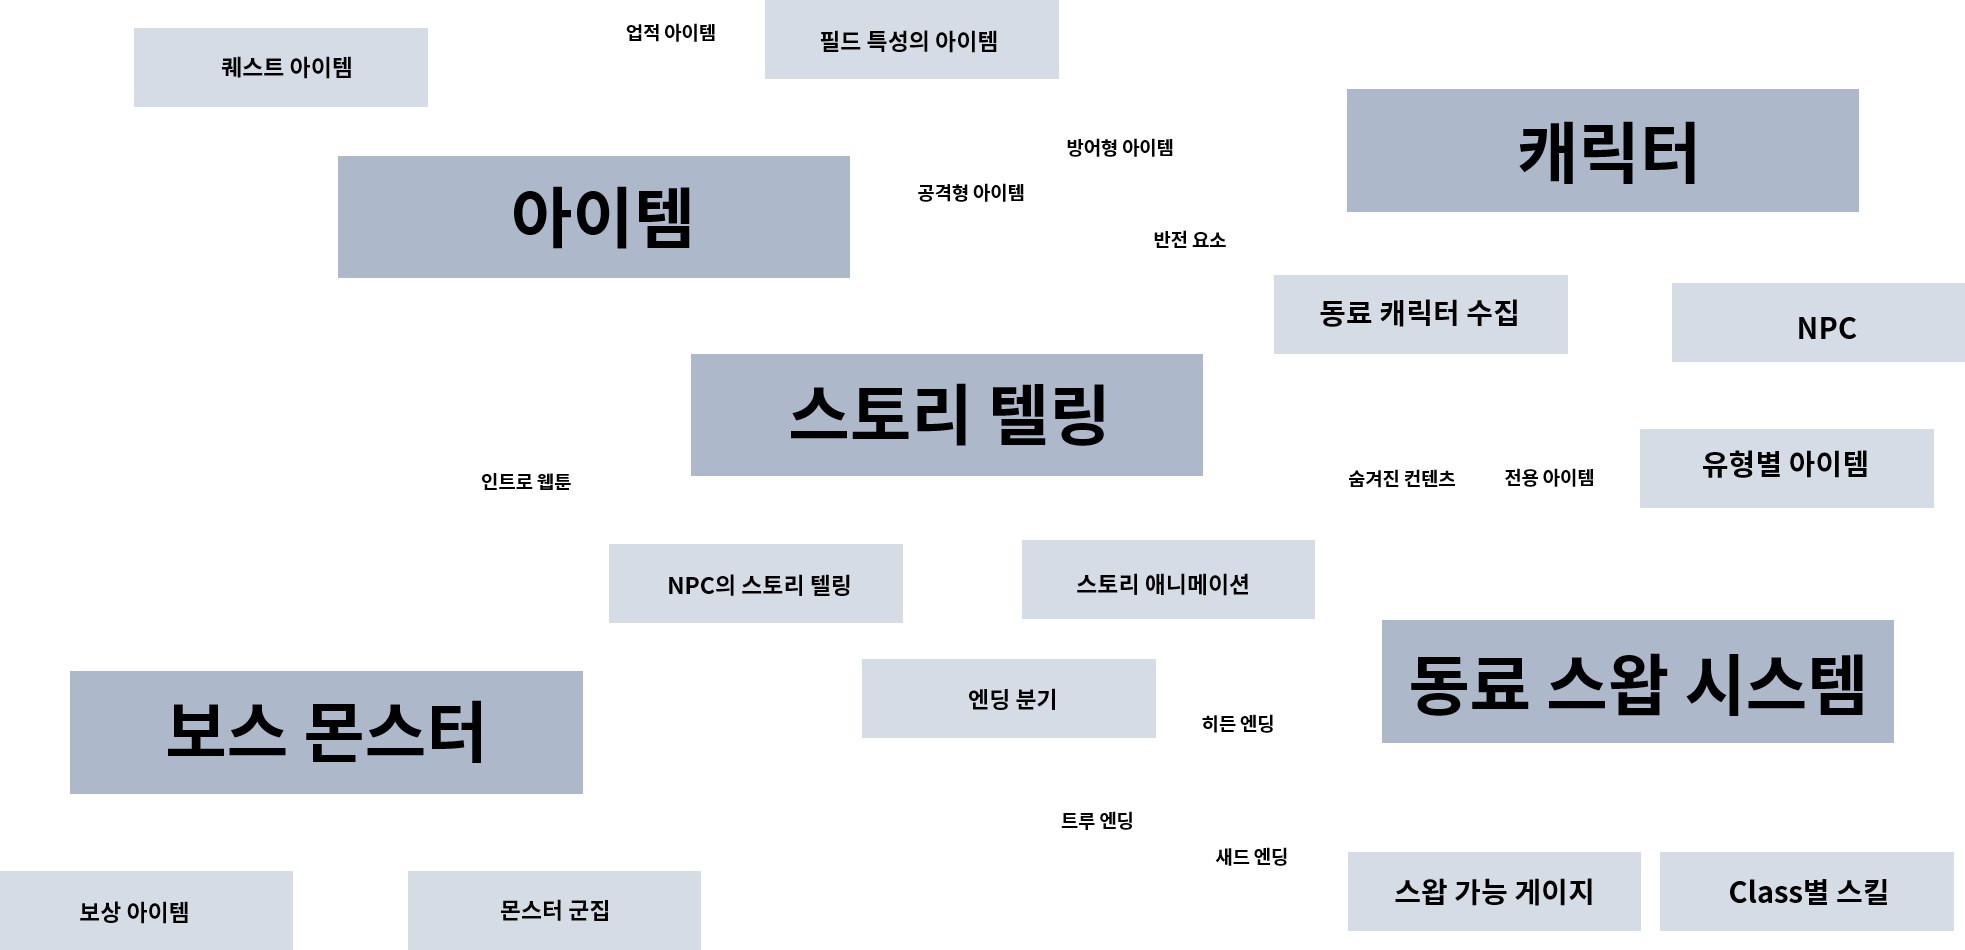 업적 아이템
필드 특성의 아이템
퀘스트 아이템
방어형 아이템
캐릭터
공격형 아이템
아이템
반전 요소
동료 캐릭터 수집
NPC
스토리 텔링
유형별 아이템
인트로 웹툰
숨겨진 컨텐츠
전용 아이템
NPC의 스토리 텔링
스토리 애니메이션
동료 스왑 시스템
엔딩 분기
히든 엔딩
보스 몬스터
트루 엔딩
새드 엔딩
스왑 가능 게이지
Class별 스킬
보상 아이템
몬스터 군집